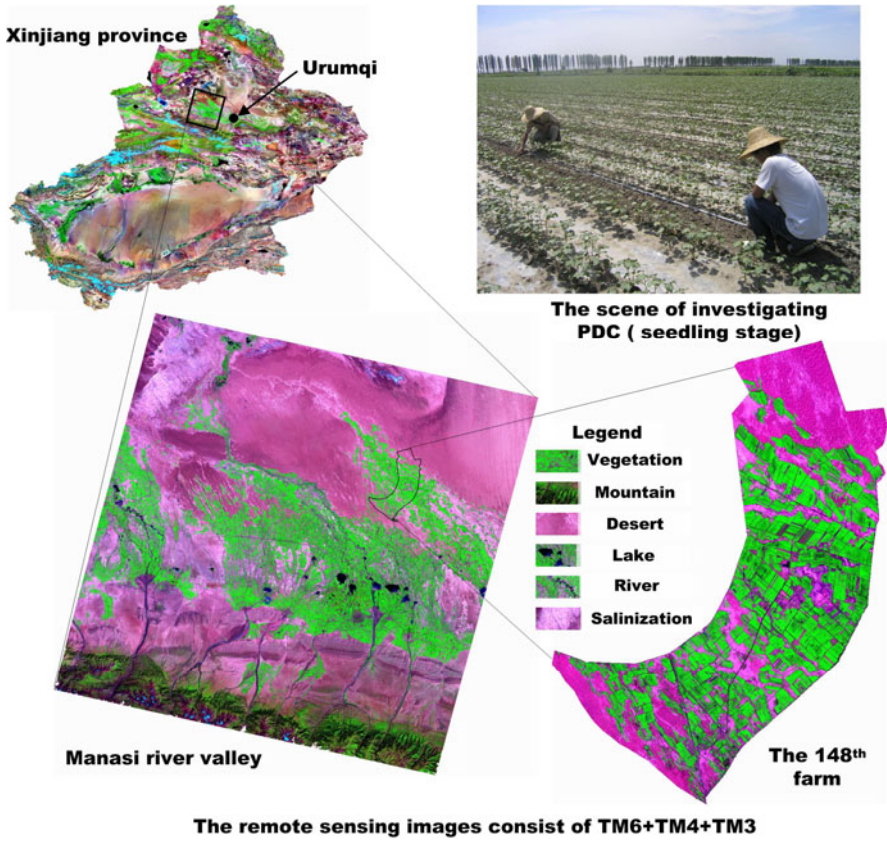 Xinjiang province
Urumqi
The scene of investigating
PDC ( seedling stage)
Legend
Vegetation
Mountain
Desert
Lake
River
Salinization
Manasi river valley
The 148th
farm
The remote sensing images consist of TM6+TM4+TM3